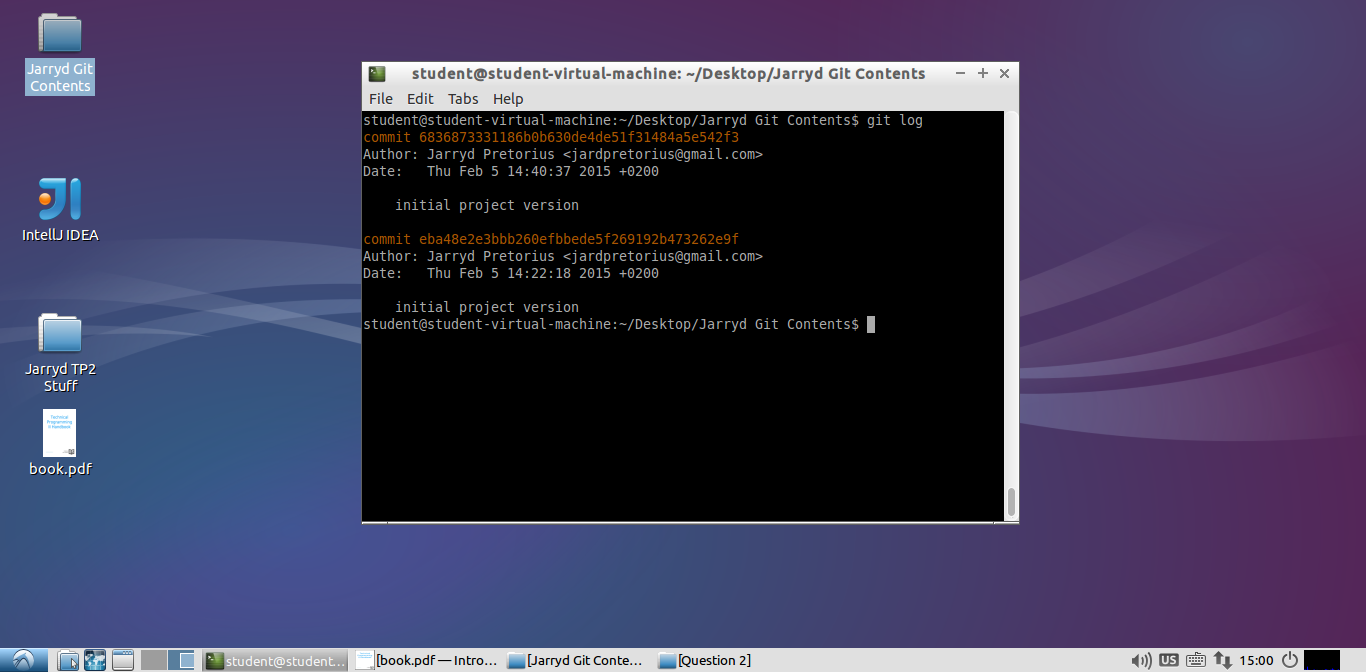 Jarryd Git
Contents
IntellJ IDEA
Jarryd TP2
Stuff
Technical
Programming
book.pdf
student@student-virtual-machine: ~/Desktop/Jarryd Git Contents
File Edit Tabs Help
student@student-virtual-machine:~/Desktop/Jarryd Git Contents$ git log
commit 6836873331186b0b630de4de51f31484a5e542f3
Author: Jarryd Pretorius <jardpretorius@gmail.com>
Date:   Thu Feb 5 14:40:37 2015 +0200
    initial project version
commit eba48e2e3bbb260efbbede5f269192b473262e9f
Author: Jarryd Pretorius <jardpretorius@gmail.com>
Date:   Thu Feb 5 14:22:18 2015 +0200
    initial project version
student@student-virtual-machine:~/Desktop/Jarryd Git Contents$
student@student... [book.pdf — Intro... [Jarryd Git Conte... [Question 2] US 15:00